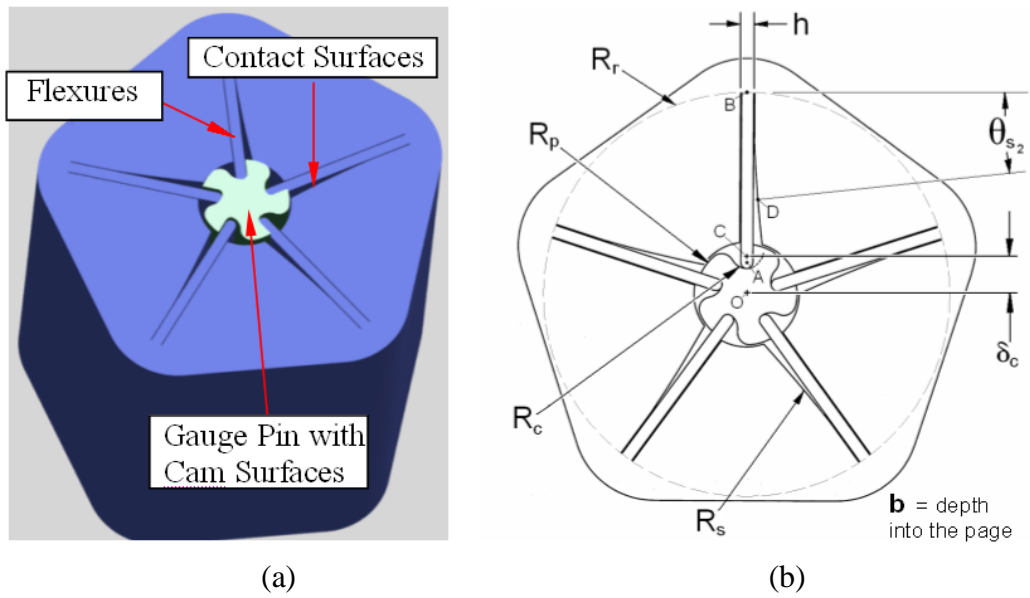 Contact Surfaces
Flexures
Gauge Pin with
Cam Surfaces
(a)
h
R_r
B
R_p
θ_s₂
D
C
A
O
δ_c
R_c
R_s
b = depth
into the page
(b)